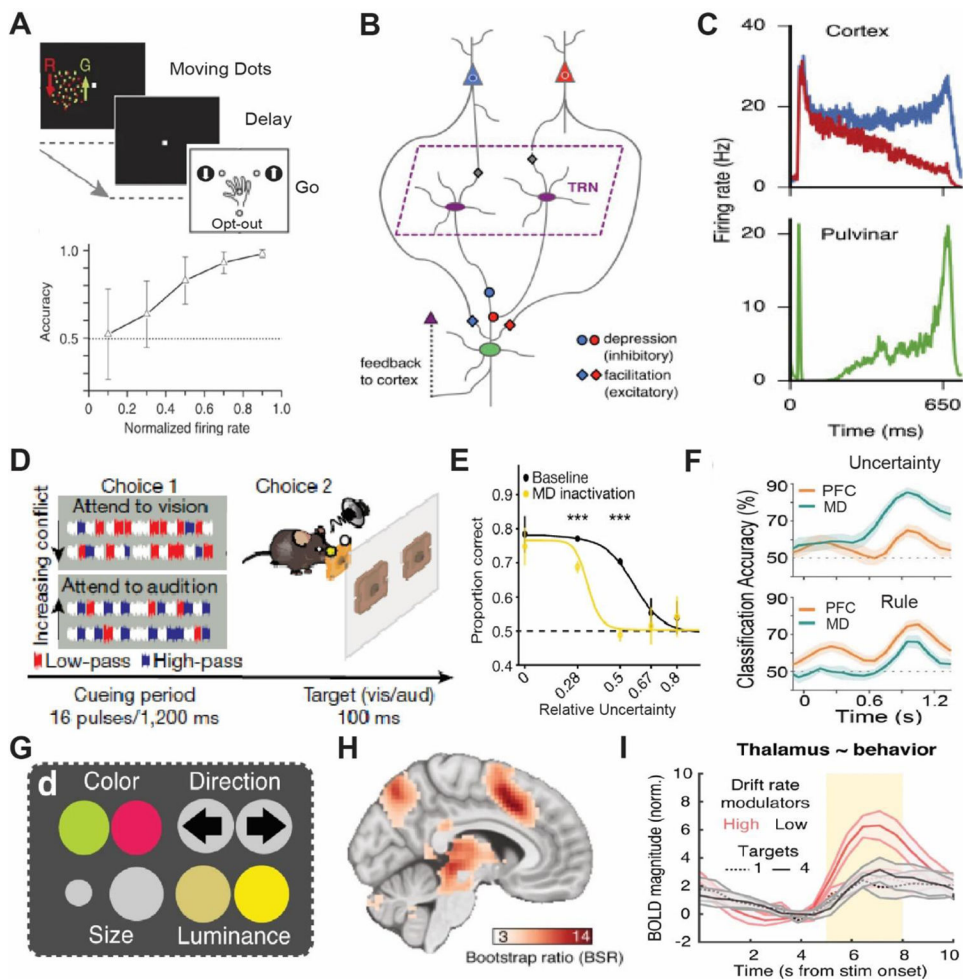 A
R
G
Moving Dots
Delay
Go
Opt-out
1.0
0.5
Accuracy
0
0.2
0.4
0.6
0.8
1.0
Normalized firing rate
B
TRN
feedback
to cortex
depression
(inhibitory)
facilitation
(excitatory)
C
Cortex
40
20
0
Firing rate (Hz)
Pulvinar
20
10
0
0
650
Time (ms)
D
Choice 1
Choice 2
Increasing conflict
Attend to vision
Attend to audition
Low-pass
High-pass
Cueing period
16 pulses/1,200 ms
Target (vis/aud)
100 ms
E
Baseline
MD inactivation
***
***
Proportion correct
0.8
0.7
0.6
0.5
0.4
0
0.28
0.5
0.67
0.8
Relative Uncertainty
F
Uncertainty
90
70
50
PFC
MD
Classification Accuracy (%)
Rule
90
70
50
PFC
MD
0
0.6
1.2
Time (s)
G
d
Color
Direction
Size
Luminance
H
3
14
Bootstrap ratio (BSR)
I
Thalamus ~ behavior
10
8
6
4
2
0
-2
BOLD magnitude (norm.)
Drift rate
modulators
High Low
Targets
1
4
0
2
4
6
8
10
Time (s from stim onset)